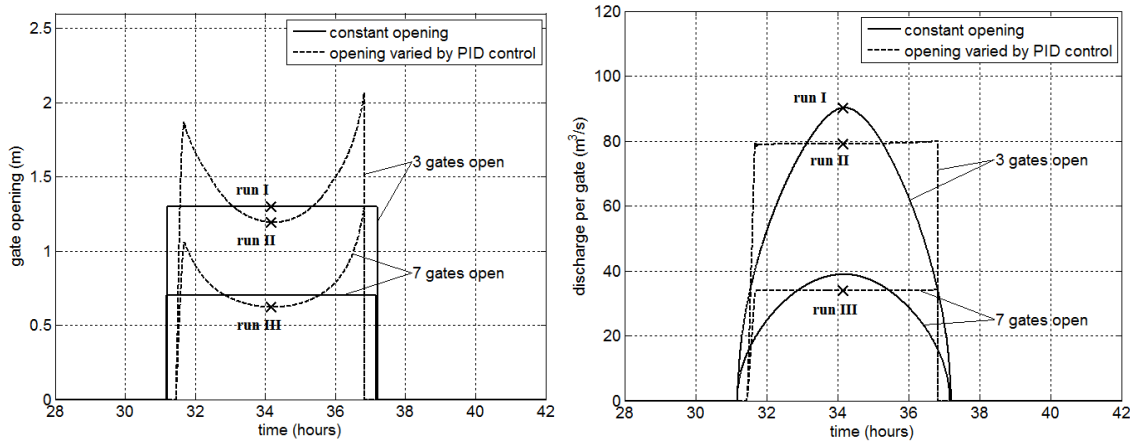 2.5
2
1.5
1
0.5
0
28
30
32
34
36
38
40
42
gate opening (m)
time (hours)
constant opening
opening varied by PID control
run I
run II
run III
3 gates open
7 gates open
120
100
80
60
40
20
0
28
30
32
34
36
38
40
42
discharge per gate (m³/s)
time (hours)
constant opening
opening varied by PID control
run I
run II
run III
3 gates open
7 gates open